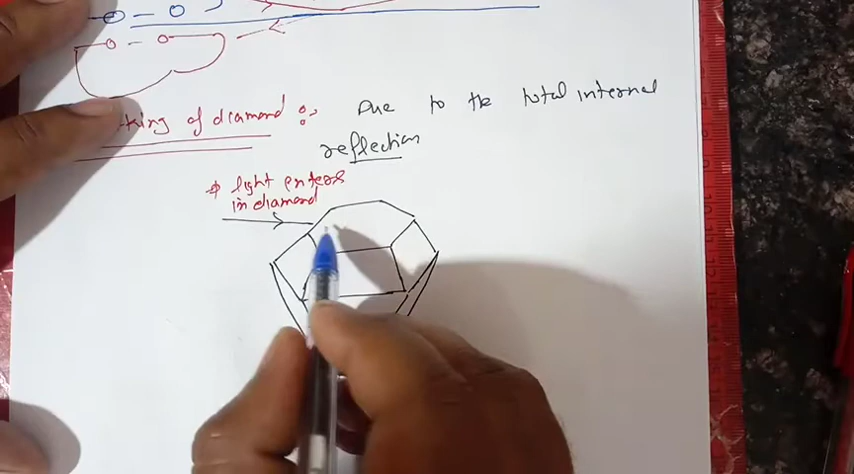 king of diamond :- Due to the total internal
reflection
light enters
in diamond